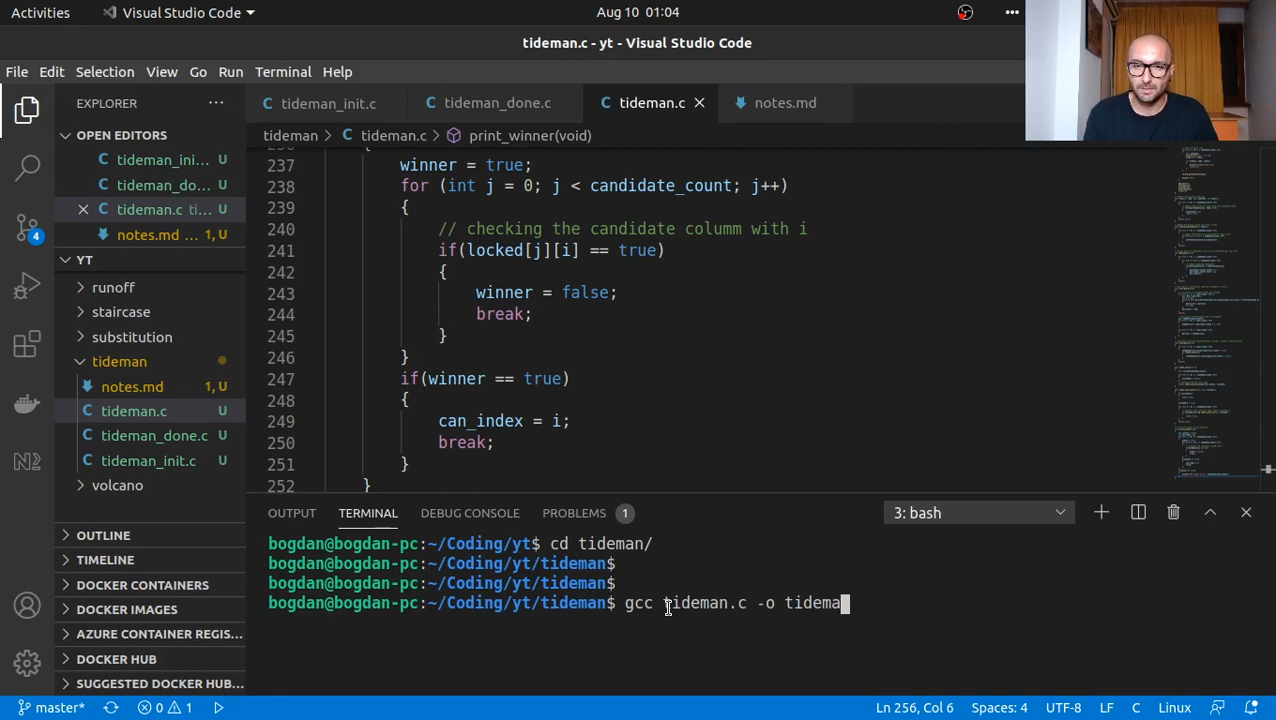 Activities Visual Studio Code Aug 10 01:04
tideman.c - yt - Visual Studio Code
File Edit Selection View Go Run Terminal Help
EXPLORER
tideman_init.c tideman_done.c tideman.c notes.md
OPEN EDITORS
tideman_ini... U
tideman_do... U
tideman.c ti... U
notes.md ... 1, U
YT
runoff
staircase
substitution
tideman
notes.md 1, U
tideman.c U
tideman_done.c U
tideman_init.c U
volcano
OUTLINE
TIMELINE
DOCKER CONTAINERS
DOCKER IMAGES
AZURE CONTAINER REGIS...
DOCKER HUB
SUGGESTED DOCKER HUB...
4
tideman > tideman.c > print_winner(void)
237 winner = true;
238 for (int j = 0; j < candidate_count; j++)
239 {
240 // checking the candidate columm with i
241 if(locked[j][i] == true)
242 {
243 winner = false;
244 break;
245 }
246 }
247 if(winner == true)
248 {
249 can_index = i;
250 break;
251 }
252 }
OUTPUT TERMINAL DEBUG CONSOLE PROBLEMS 1 3: bash
bogdan@bogdan-pc:~/Coding/yt$ cd tideman/
bogdan@bogdan-pc:~/Coding/yt/tideman$
bogdan@bogdan-pc:~/Coding/yt/tideman$
bogdan@bogdan-pc:~/Coding/yt/tideman$ gcc tideman.c -o tidema
master* 0 1 Ln 256, Col 6 Spaces: 4 UTF-8 LF C Linux